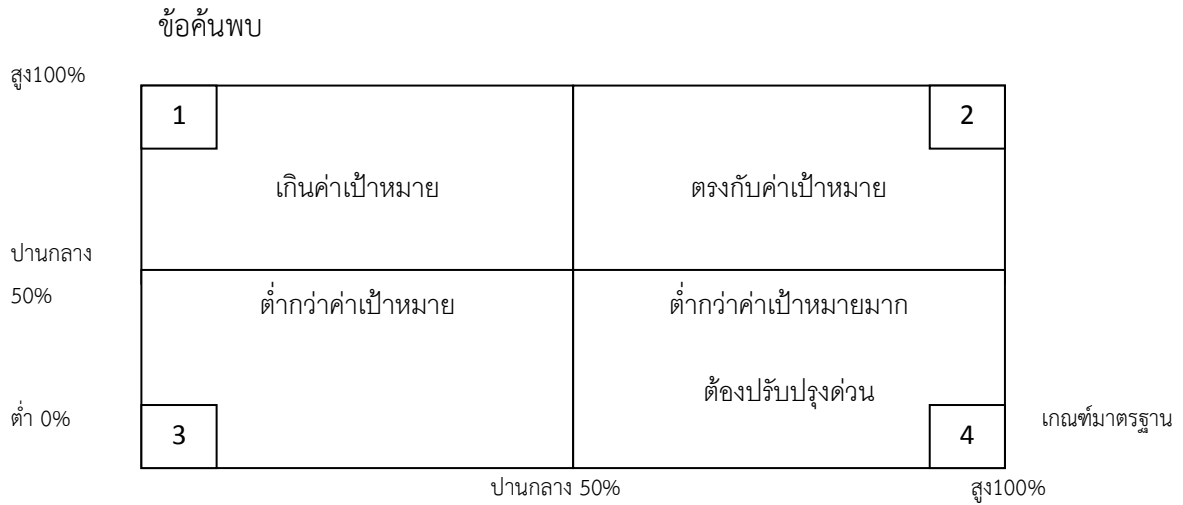 ข้อค้นพบ
สูง100%
1
2
เกินค่าเป้าหมาย
ตรงกับค่าเป้าหมาย
ปานกลาง
50%
ต่ำกว่าค่าเป้าหมาย
ต่ำกว่าค่าเป้าหมายมาก
ต้องปรับปรุงด่วน
ต่ำ 0%
3
4
เกณฑ์มาตรฐาน
ปานกลาง 50%
สูง100%